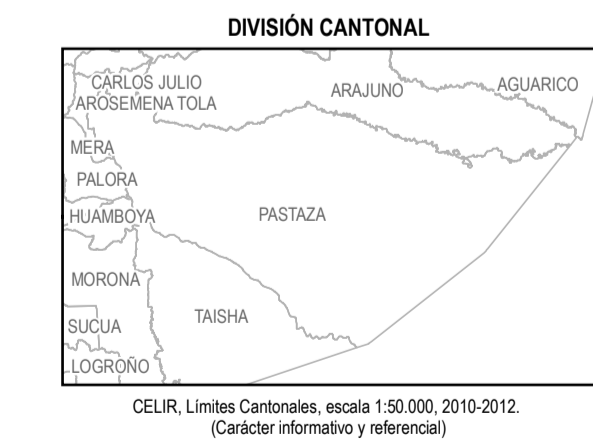 DIVISIÓN CANTONAL
CARLOS JULIO
AROSEMENA TOLA
ARAJUNO
AGUARICO
MERA
PALORA
HUAMBOYA
PASTAZA
MORONA
TAISHA
SUCUA
LOGROÑO
CELIR, Límites Cantonales, escala 1:50.000, 2010-2012.
(Carácter informativo y referencial)